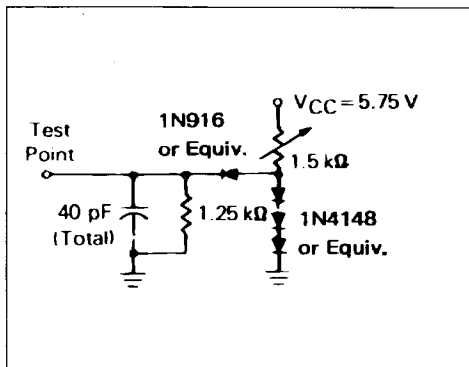 VCC = 5.75 V
Test
Point
1N916
or Equiv.
1.5 kΩ
40 pF
(Total)
1.25 kΩ
1N4148
or Equiv.